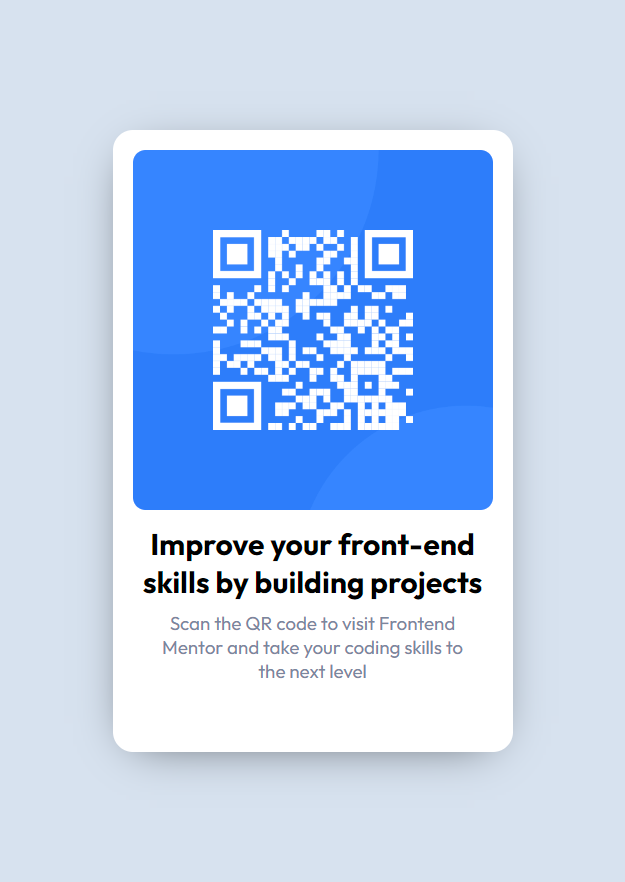 Improve your front-end
skills by building projects
Scan the QR code to visit Frontend
Mentor and take your coding skills to
the next level